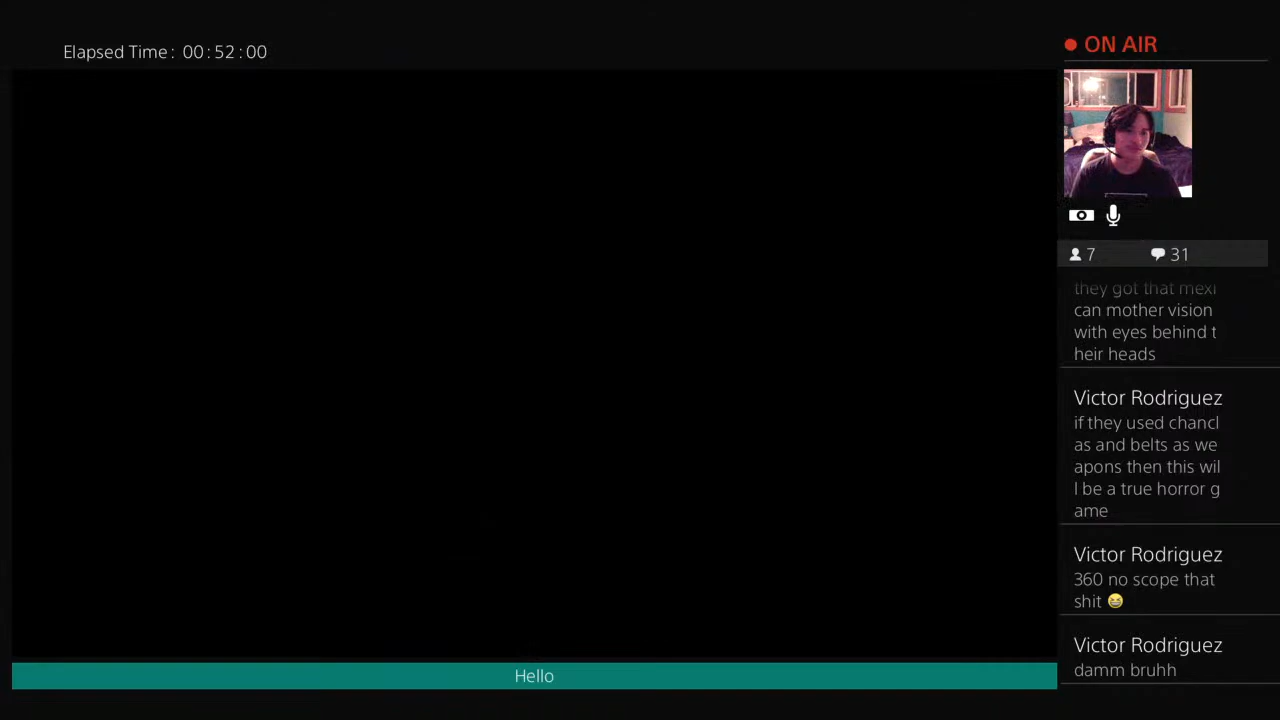 Elapsed Time: 00:52:00
ON AIR
7 31
they got that mexi
can mother vision
with eyes behind t
heir heads
Victor Rodriguez
if they used chancl
as and belts as we
apons then this wil
l be a true horror g
ame
Victor Rodriguez
360 no scope that
shit 😆
Victor Rodriguez
damm bruhh
Hello